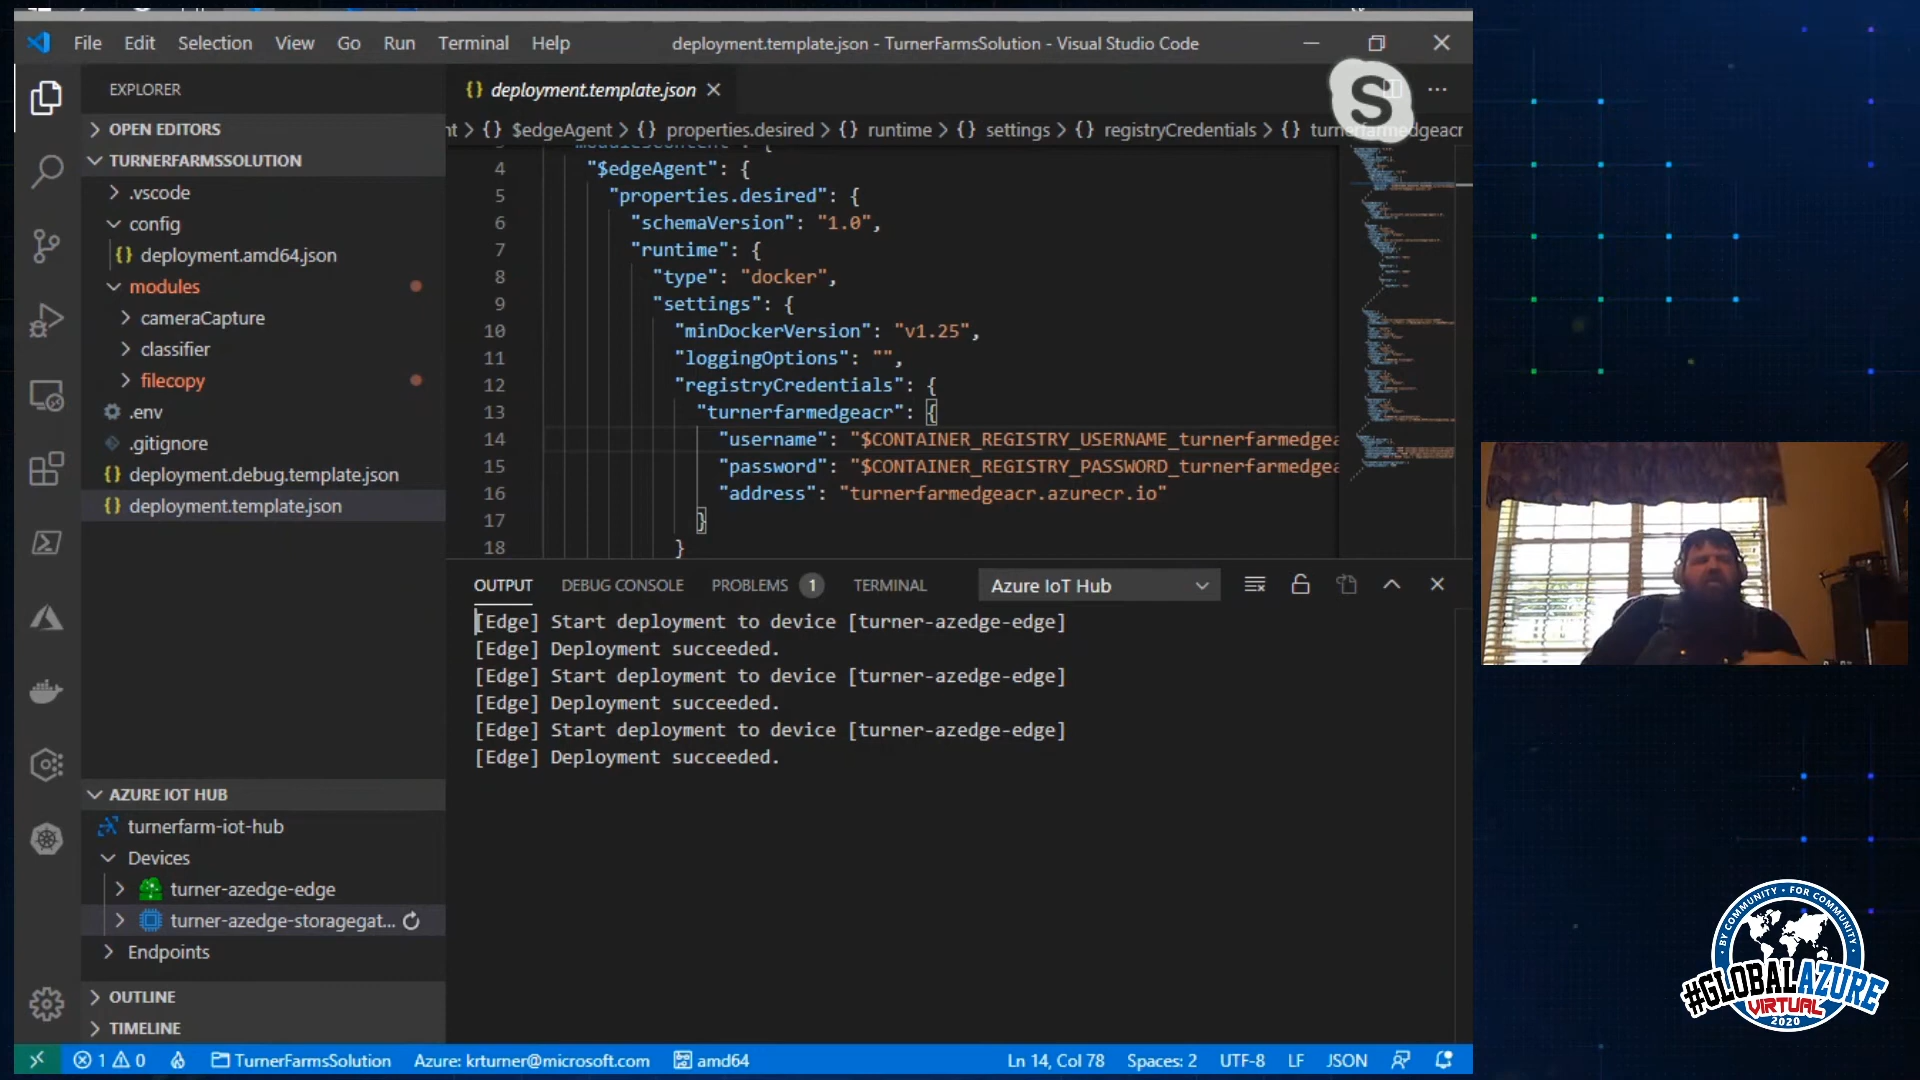 File Edit Selection View Go Run Terminal Help
deployment.template.json - TurnerFarmsSolution - Visual Studio Code
EXPLORER
OPEN EDITORS
TURNERFARMSSOLUTION
.vscode
config
{} deployment.amd64.json
modules
cameraCapture
classifier
filecopy
.env
.gitignore
{} deployment.debug.template.json
{} deployment.template.json
AZURE IOT HUB
turnerfarm-iot-hub
Devices
turner-azedge-edge
turner-azedge-storagegat...
Endpoints
OUTLINE
TIMELINE
{} deployment.template.json
S
nt > {} $edgeAgent > {} properties.desired > {} runtime > {} settings > {} registryCredentials > {} turnerfarmedgeacr
4 "$edgeAgent": {
5 "properties.desired": {
6 "schemaVersion": "1.0",
7 "runtime": {
8 "type": "docker",
9 "settings": {
10 "minDockerVersion": "v1.25",
11 "loggingOptions": "",
12 "registryCredentials": {
13 "turnerfarmedgeacr": {
14 "username": "$CONTAINER_REGISTRY_USERNAME_turnerfarmedgea
15 "password": "$CONTAINER_REGISTRY_PASSWORD_turnerfarmedgea
16 "address": "turnerfarmedgeacr.azurecr.io"
17 }
18 }
OUTPUT DEBUG CONSOLE PROBLEMS 1 TERMINAL Azure IoT Hub
[Edge] Start deployment to device [turner-azedge-edge]
[Edge] Deployment succeeded.
[Edge] Start deployment to device [turner-azedge-edge]
[Edge] Deployment succeeded.
[Edge] Start deployment to device [turner-azedge-edge]
[Edge] Deployment succeeded.
1 0 TurnerFarmsSolution Azure: krturner@microsoft.com amd64 Ln 14, Col 78 Spaces: 2 UTF-8 LF JSON
BY COMMUNITY • FOR COMMUNITY
#GLOBALAZURE
VIRTUAL
2020